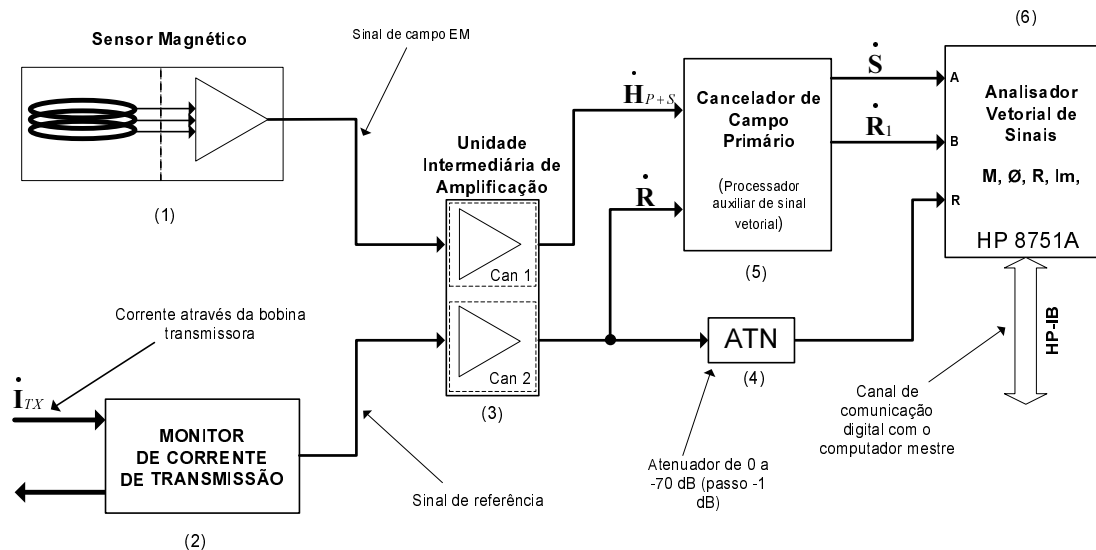 (6)
Sensor Magnético
Sinal de campo EM
(1)
Unidade
Intermediária de
Amplificação
Can 1
Can 2
(3)
Ḣ P+S
Ṙ
Cancelador de
Campo
Primário
(Processador
auxiliar de sinal
vetorial)
(5)
Ṡ
Ṙ1
A
B
R
Analisador
Vetorial de
Sinais
M, Ø, R, Im,
HP 8751A
HP-IB
Corrente através da bobina
transmissora
İTX
MONITOR
DE CORRENTE
DE TRANSMISSÃO
(2)
Sinal de referência
ATN
(4)
Atenuador de 0 a
-70 dB (passo -1
dB)
Canal de
comunicação
digital com o
computador mestre